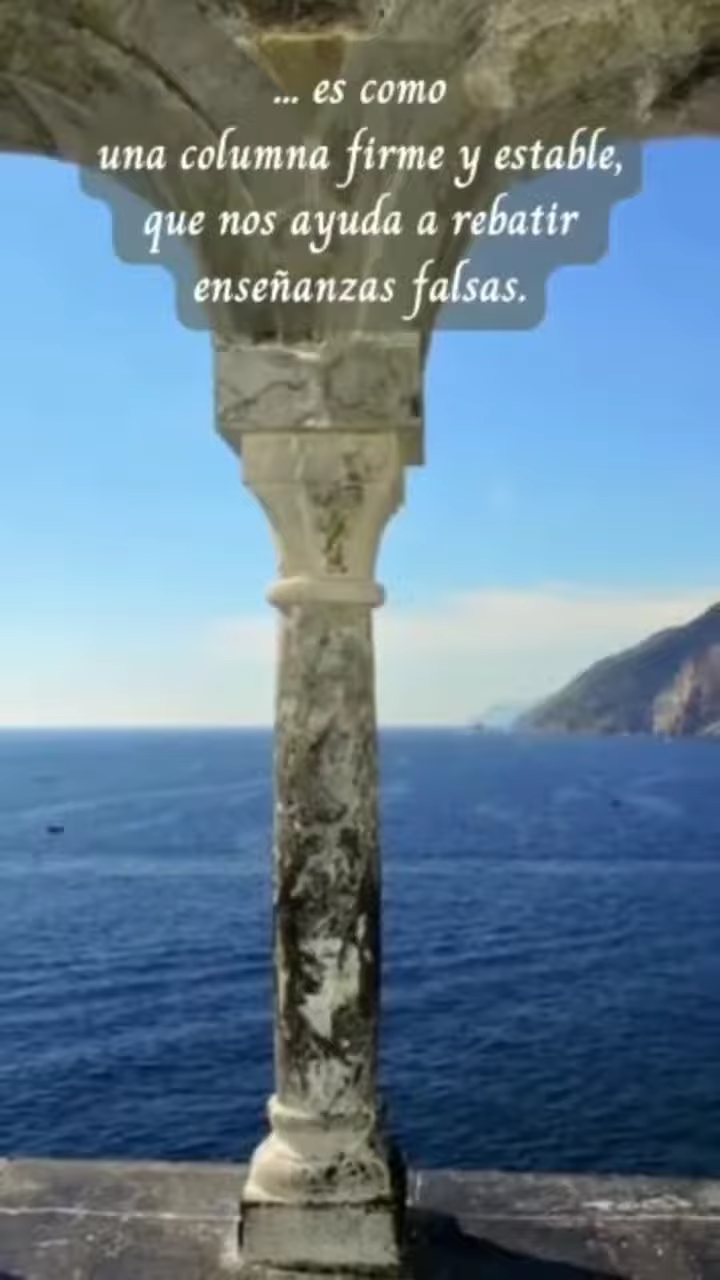 ... es como
una columna firme y estable,
que nos ayuda a rebatir
enseñanzas falsas.